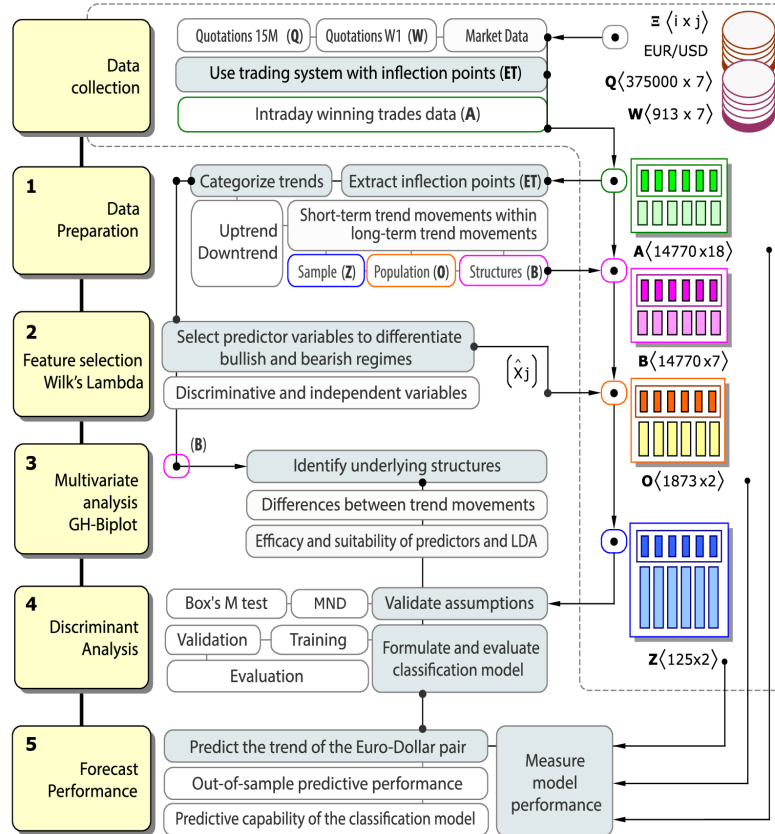 Data
collection
Quotations 15M (Q)
Quotations W1 (W)
Market Data
Use trading system with inflection points (ET)
Intraday winning trades data (A)
Ξ⟨i x j⟩
EUR/USD
Q⟨375000 x 7⟩
W⟨913 x 7⟩
1
Data
Preparation
Categorize trends
Extract inflection points (ET)
Uptrend
Downtrend
Short-term trend movements within
long-term trend movements
Sample (Z)
Population (O)
Structures (B)
A⟨14770x18⟩
B⟨14770x7⟩
2
Feature selection
Wilk's Lambda
Select predictor variables to differentiate
bullish and bearish regimes
Discriminative and independent variables
(X̂j)
O⟨1873x2⟩
3
Multivariate
analysis
GH-Biplot
(B)
Identify underlying structures
Differences between trend movements
Efficacy and suitability of predictors and LDA
Z⟨125x2⟩
4
Discriminant
Analysis
Box's M test
MND
Validate assumptions
Validation
Training
Evaluation
Formulate and evaluate
classification model
5
Forecast
Performance
Predict the trend of the Euro-Dollar pair
Out-of-sample predictive performance
Predictive capability of the classification model
Measure
model
performance